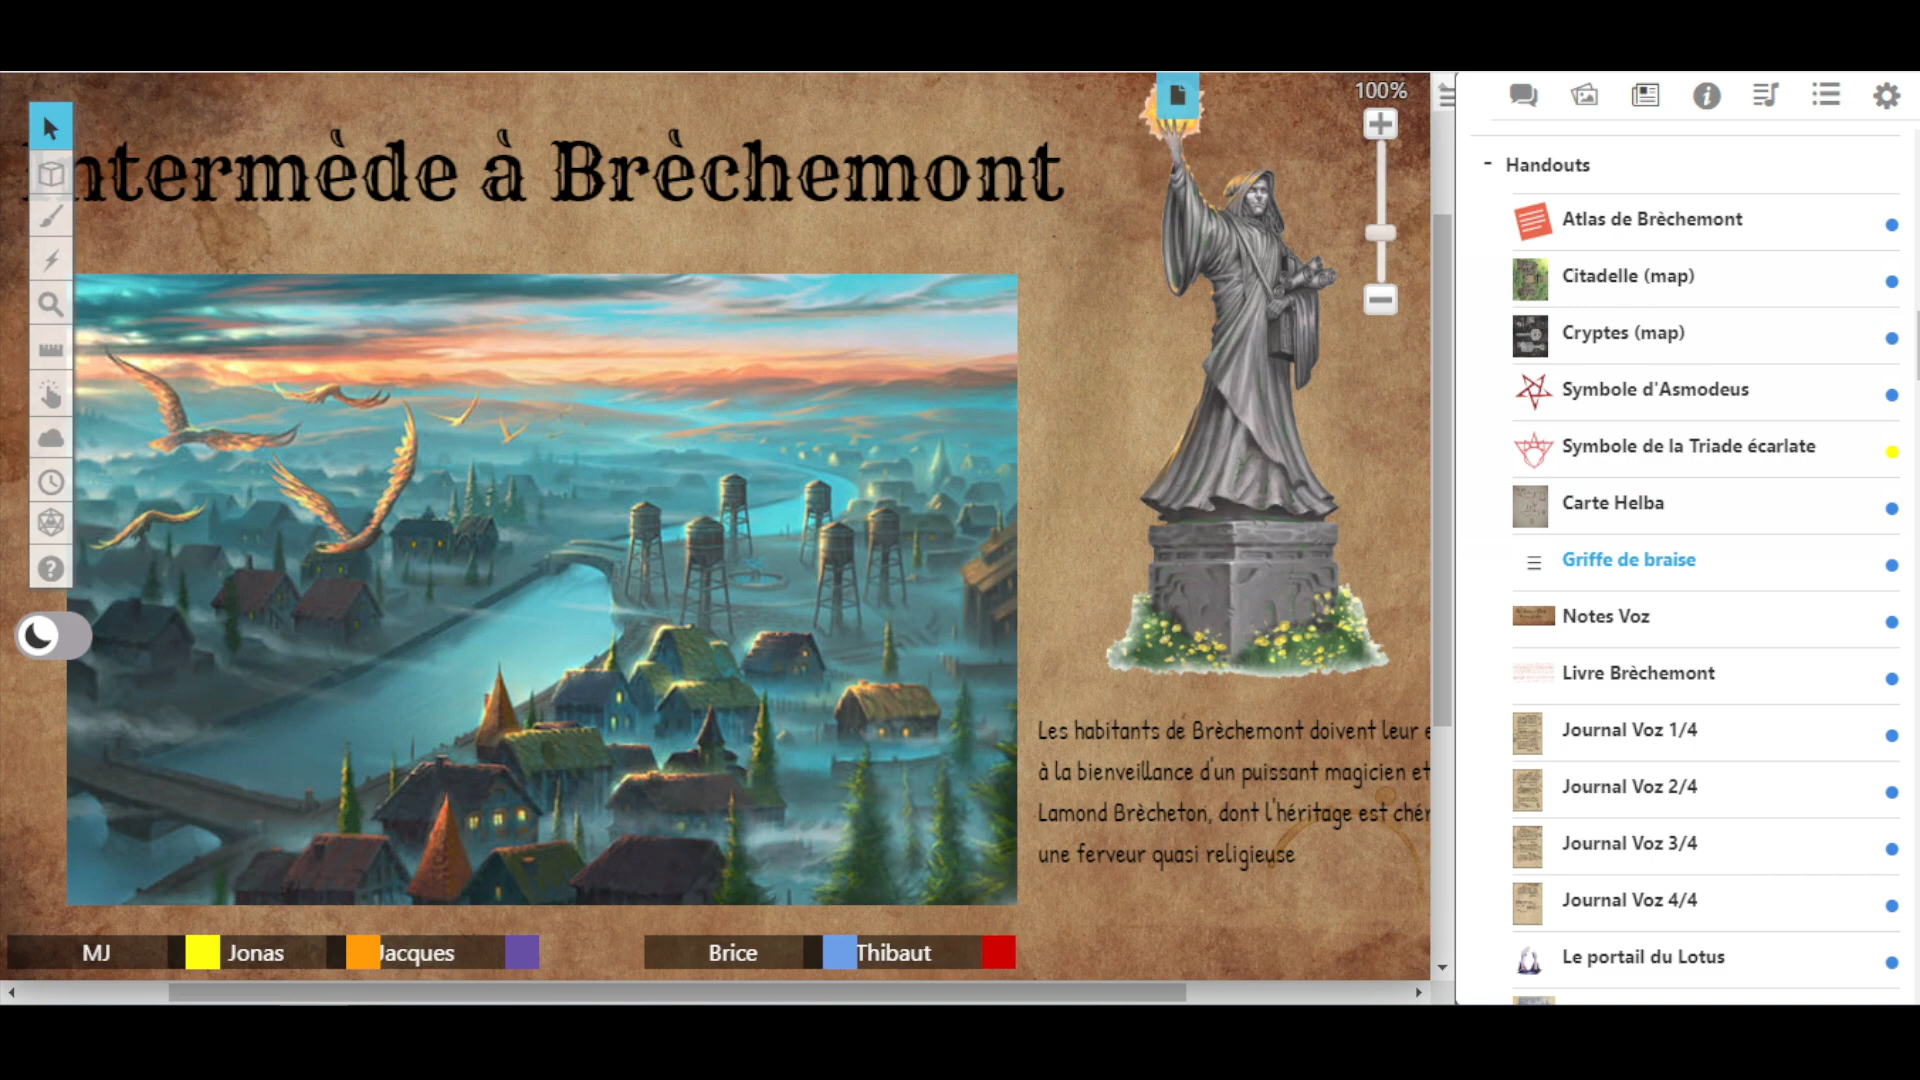 100%
Intermède à Brèchemont
Les habitants de Brèchemont doivent leur
à la bienveillance d'un puissant magicien et
Lamond Brècheton, dont l'héritage est chér
une ferveur quasi religieuse
MJ
Jonas
Jacques
Brice
Thibaut
- Handouts
Atlas de Brèchemont
Citadelle (map)
Cryptes (map)
Symbole d'Asmodeus
Symbole de la Triade écarlate
Carte Helba
Griffe de braise
Notes Voz
Livre Brèchemont
Journal Voz 1/4
Journal Voz 2/4
Journal Voz 3/4
Journal Voz 4/4
Le portail du Lotus